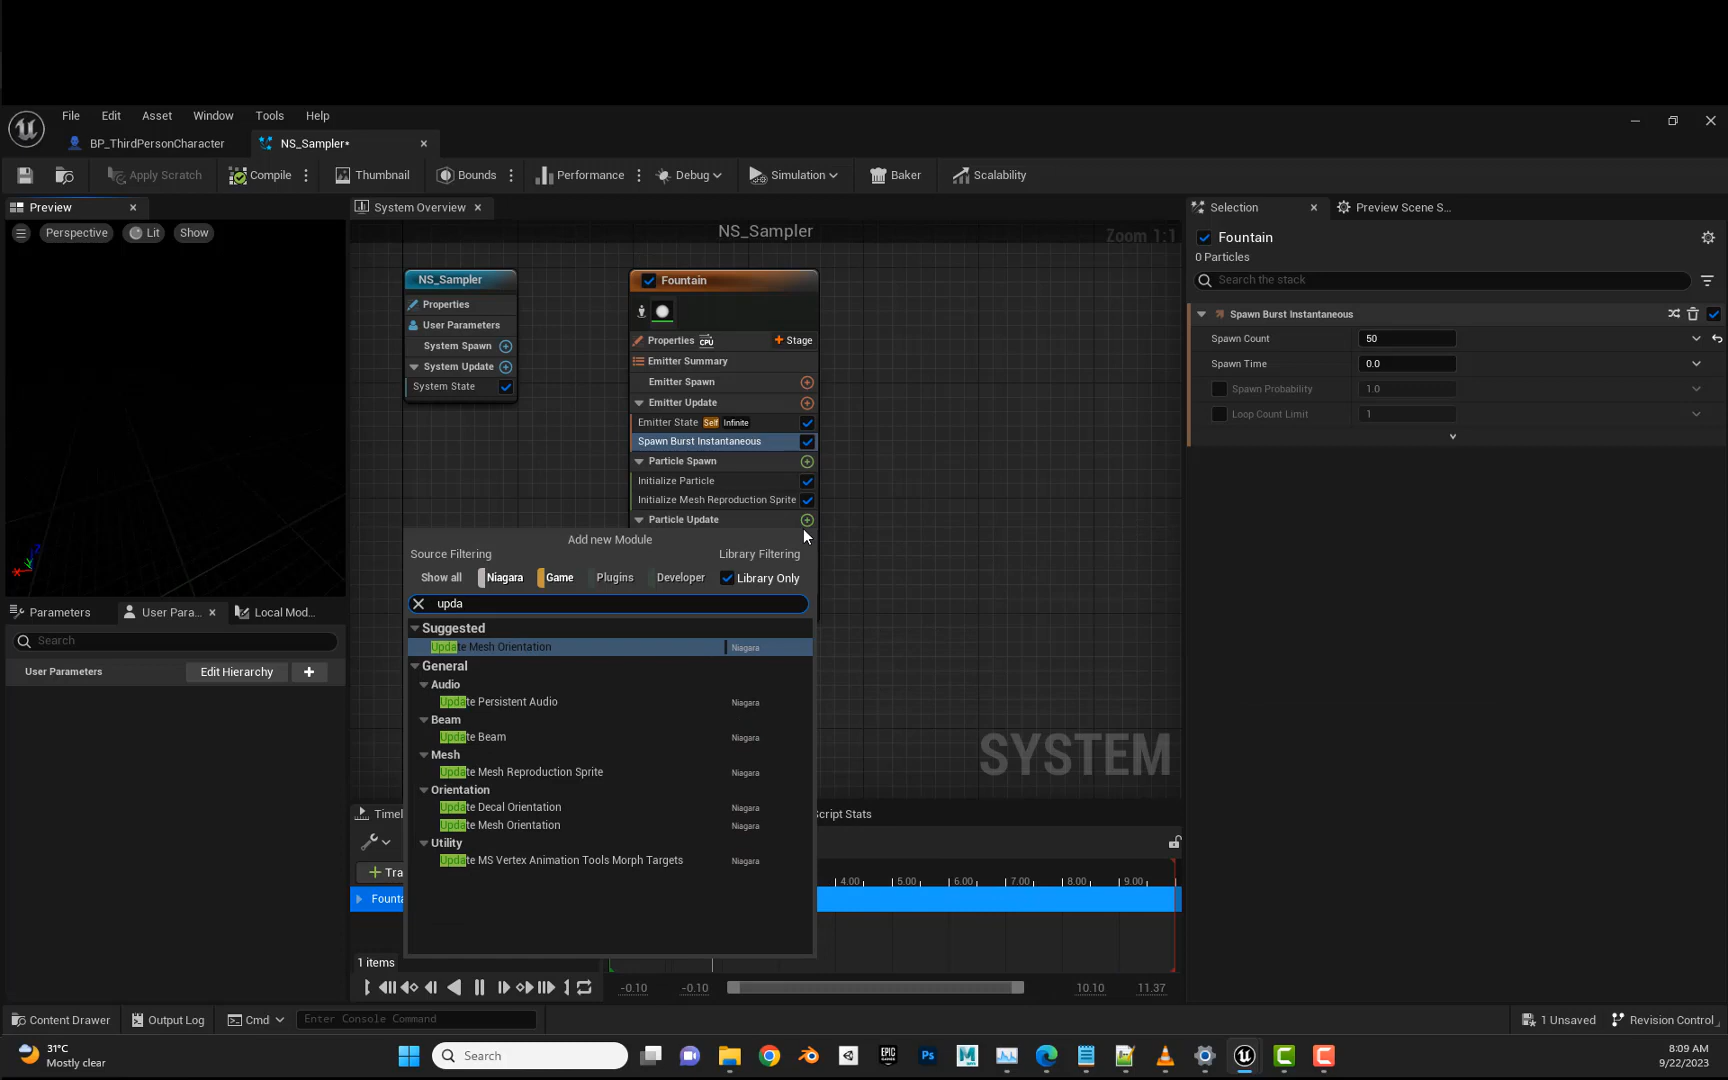 File Edit Asset Window Tools Help
BP_ThirdPersonCharacter NS_Sampler*
Apply Scratch Compile Thumbnail Bounds Performance Debug Simulation Baker Scalability
Preview System Overview Selection Preview Scene S...
Perspective Lit Show
NS_Sampler
Zoom 1:1
Fountain
0 Particles
Search the stack
Spawn Burst Instantaneous
Spawn Count 50
Spawn Time 0.0
Spawn Probability 1.0
Loop Count Limit 1
NS_Sampler
Properties
User Parameters
System Spawn
System Update
System State
Fountain
Properties CPU Stage
Emitter Summary
Emitter Spawn
Emitter Update
Emitter State Self Infinite
Spawn Burst Instantaneous
Particle Spawn
Initialize Particle
Initialize Mesh Reproduction Sprite
Particle Update
Add new Module
Source Filtering Library Filtering
Show all Niagara Game Plugins Developer Library Only
upda
Suggested
Update Mesh Orientation Niagara
General
Audio
Update Persistent Audio Niagara
Beam
Update Beam Niagara
Mesh
Update Mesh Reproduction Sprite Niagara
Orientation
Update Decal Orientation Niagara
Update Mesh Orientation Niagara
Utility
Update MS Vertex Animation Tools Morph Targets Niagara
1 items
SYSTEM
Parameters User Para... Local Mod...
Search
User Parameters Edit Hierarchy
Timel Script Stats
Tra
4.00 5.00 6.00 7.00 8.00 9.00
Founta
-0.10 -0.10 10.10 11.37
Content Drawer Output Log Cmd Enter Console Command 1 Unsaved Revision Control
31°C
Mostly clear
Search
8:09 AM
9/22/2023